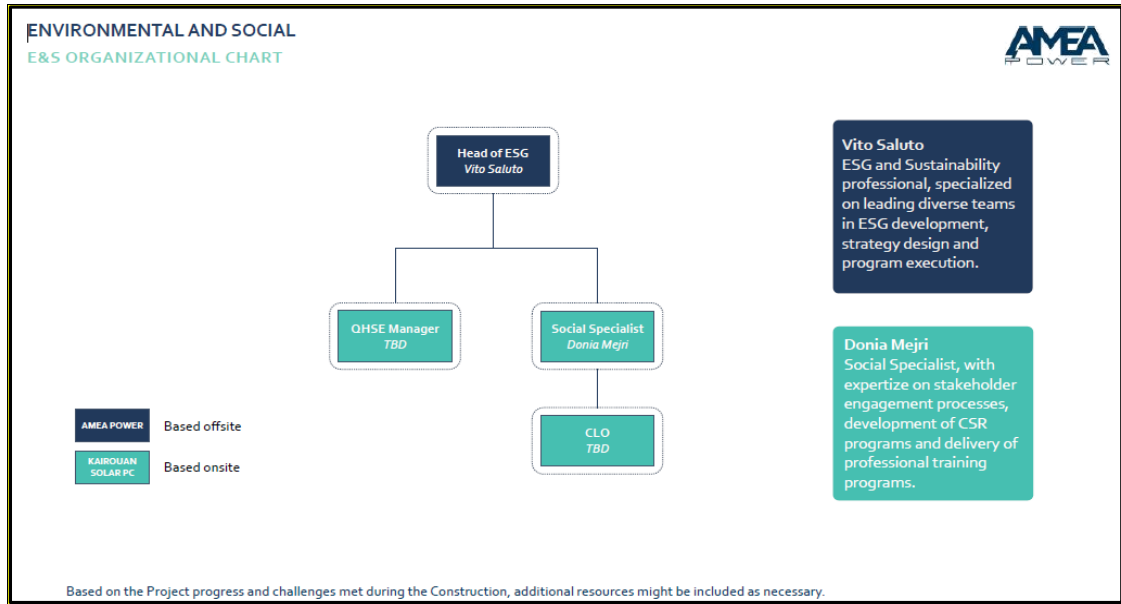 ENVIRONMENTAL AND SOCIAL
E&S ORGANIZATIONAL CHART
AMEA
POWER
Head of ESG
Vito Saluto
QHSE Manager
TBD
Social Specialist
Donia Mejri
CLO
TBD
AMEA POWER
Based offsite
KAIROUAN
SOLAR PC
Based onsite
Vito Saluto
ESG and Sustainability
professional, specialized
on leading diverse teams
in ESG development,
strategy design and
program execution.
Donia Mejri
Social Specialist, with
expertize on stakeholder
engagement processes,
development of CSR
programs and delivery of
professional training
programs.
Based on the Project progress and challenges met during the Construction, additional resources might be included as necessary.